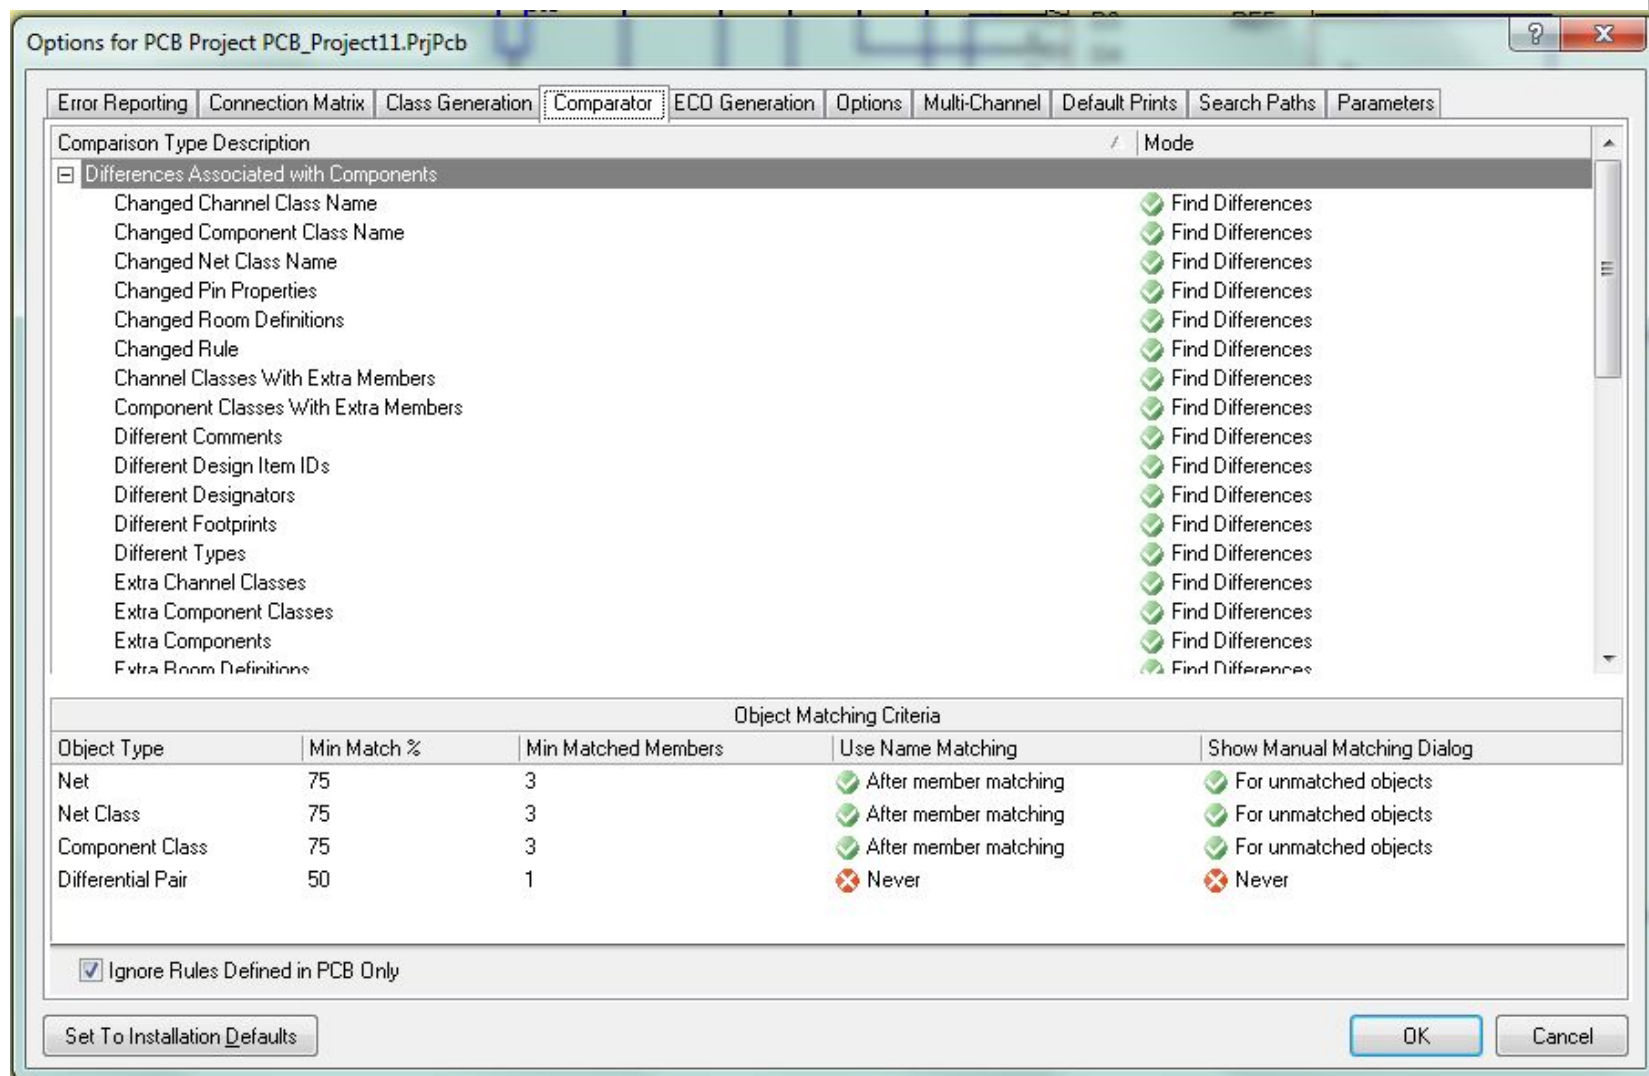 Options for PCB Project PCB_Project11.PrjPcb
Error Reporting Connection Matrix Class Generation Comparator ECO Generation Options Multi-Channel Default Prints Search Paths Parameters
Comparison Type Description Mode
Differences Associated with Components
Changed Channel Class Name Find Differences
Changed Component Class Name Find Differences
Changed Net Class Name Find Differences
Changed Pin Properties Find Differences
Changed Room Definitions Find Differences
Changed Rule Find Differences
Channel Classes With Extra Members Find Differences
Component Classes With Extra Members Find Differences
Different Comments Find Differences
Different Design Item IDs Find Differences
Different Designators Find Differences
Different Footprints Find Differences
Different Types Find Differences
Extra Channel Classes Find Differences
Extra Component Classes Find Differences
Extra Components Find Differences
Extra Room Definitions Find Differences
Object Matching Criteria
Object Type Min Match % Min Matched Members Use Name Matching Show Manual Matching Dialog
Net 75 3 After member matching For unmatched objects
Net Class 75 3 After member matching For unmatched objects
Component Class 75 3 After member matching For unmatched objects
Differential Pair 50 1 Never Never
Ignore Rules Defined in PCB Only
Set To Installation Defaults OK Cancel